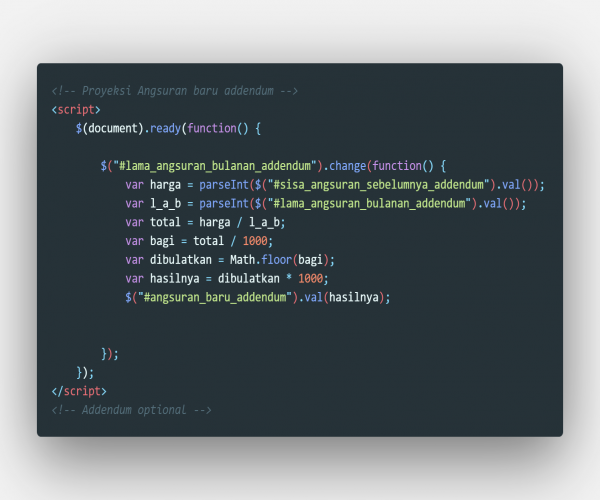 <!-- Proyeksi Angsuran baru addendum -->
<script>
$(document).ready(function() {
$("#lama_angsuran_bulanan_addendum").change(function() {
var harga = parseInt($("#sisa_angsuran_sebelumnya_addendum").val());
var l_a_b = parseInt($("#lama_angsuran_bulanan_addendum").val());
var total = harga / l_a_b;
var bagi = total / 1000;
var dibulatkan = Math.floor(bagi);
var hasilnya = dibulatkan * 1000;
$("#angsuran_baru_addendum").val(hasilnya);
});
});
</script>
<!-- Addendum optional -->